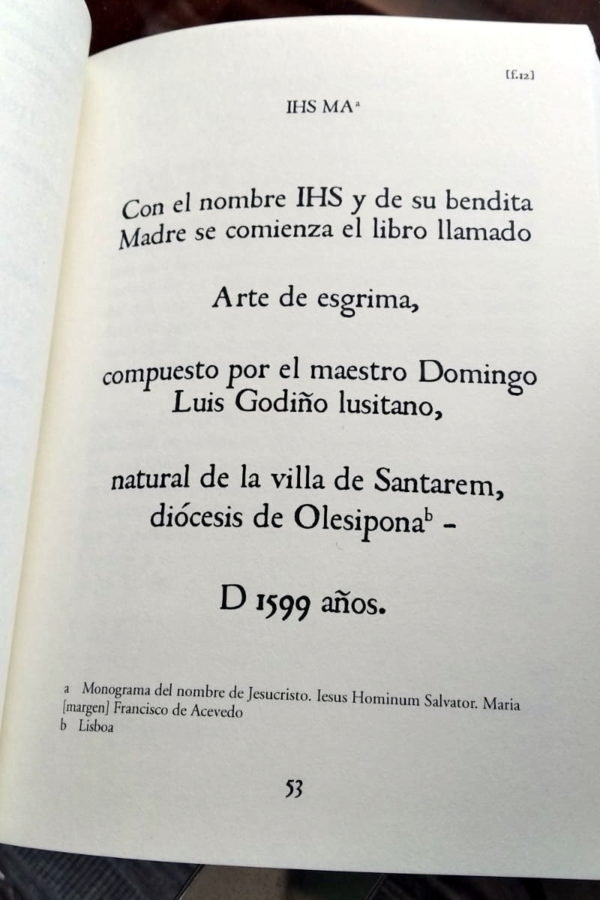 [f.12]
IHS MAª
Con el nombre IHS y de su bendita
Madre se comienza el libro llamado
Arte de esgrima,
compuesto por el maestro Domingo
Luis Godiño lusitano,
natural de la villa de Santarem,
diócesis de Olesiponaᵇ –
D 1599 años.
a Monograma del nombre de Jesucristo. Iesus Hominum Salvator. Maria
[margen] Francisco de Acevedo
b Lisboa
53